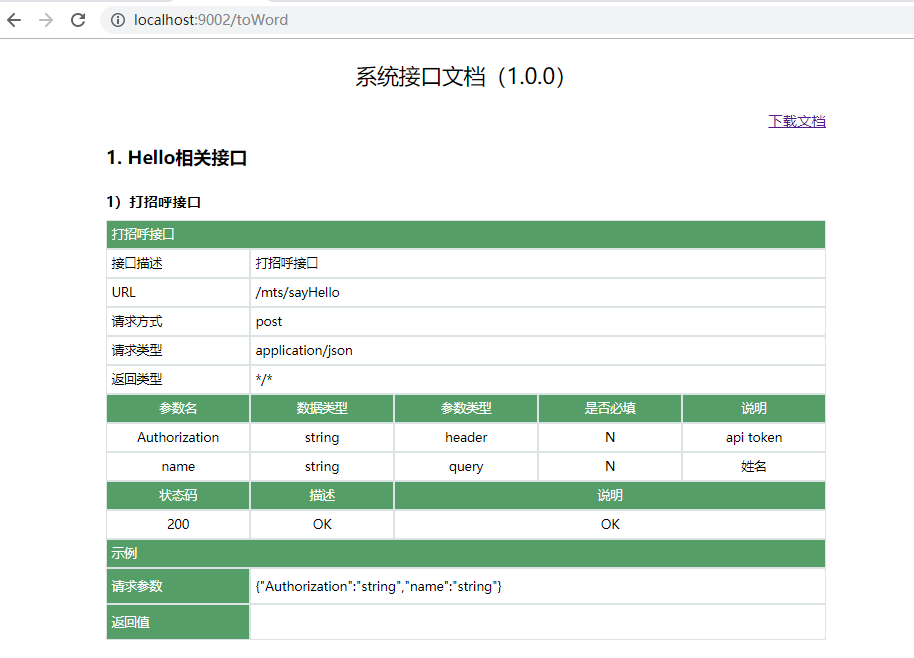 localhost:9002/toWord
系统接口文档（1.0.0）
下载文档
1. Hello相关接口
1）打招呼接口
打招呼接口
接口描述 打招呼接口
URL /mts/sayHello
请求方式 post
请求类型 application/json
返回类型 */*
参数名 数据类型 参数类型 是否必填 说明
Authorization string header N api token
name string query N 姓名
状态码 描述 说明
200 OK OK
示例
请求参数 {"Authorization":"string","name":"string"}
返回值